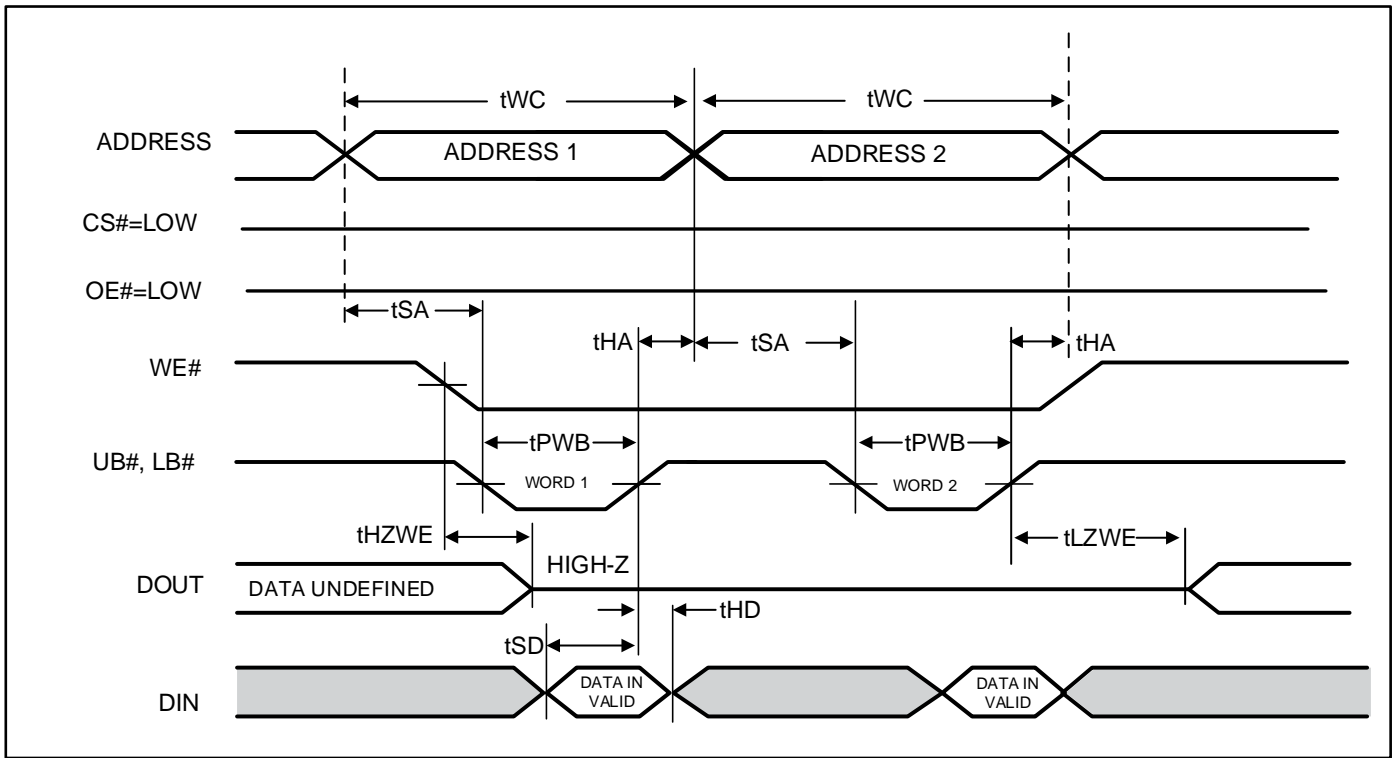 tWC tWC
ADDRESS ADDRESS 1 ADDRESS 2
CS#=LOW
OE#=LOW
tSA tHA tSA tHA
WE#
tPWB tPWB
UB#, LB# WORD 1 WORD 2
tHZWE tLZWE
HIGH-Z
DOUT DATA UNDEFINED
tHD
tSD
DIN DATA IN DATA IN
VALID VALID